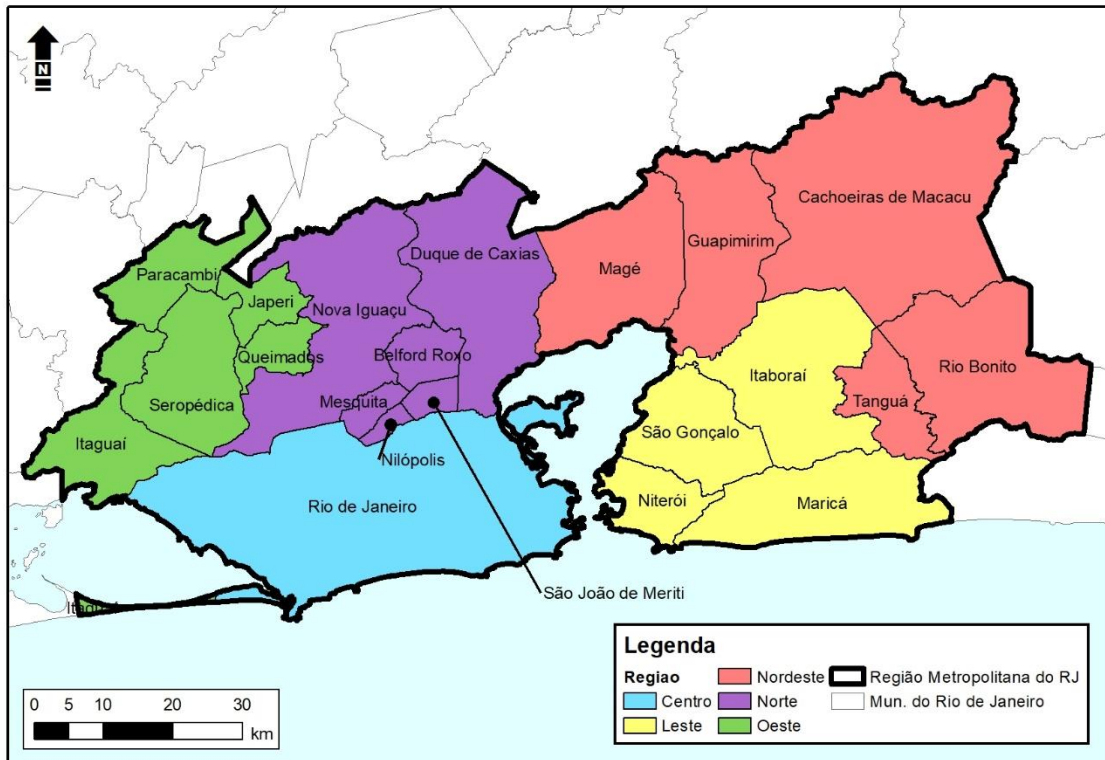 N
Cachoeiras de Macacu
Guapimirim
Duque de Caxias
Magé
Paracambi
Japeri
Nova Iguaçu
Queimados
Belford Roxo
Rio Bonito
Itaboraí
Mesquita
Tanguá
Seropédica
São Gonçalo
Itaguaí
Nilópolis
Rio de Janeiro
Niterói
Maricá
São João de Meriti
Legenda
Regiao
Centro
Leste
Nordeste
Norte
Oeste
Região Metropolitana do RJ
Mun. do Rio de Janeiro
0 5 10 20 30
km